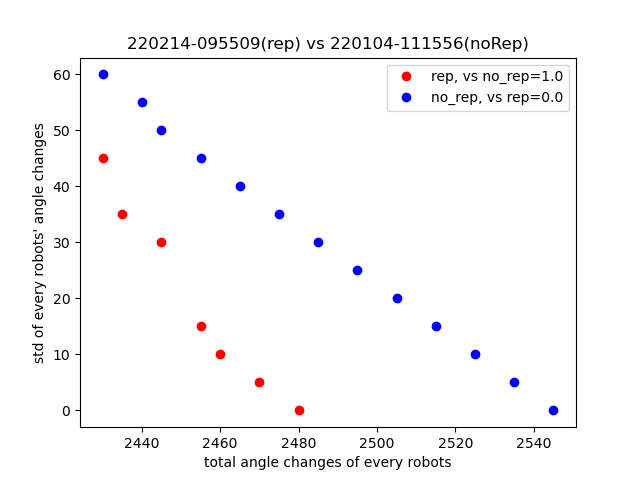 220214-095509(rep) vs 220104-111556(noRep)
rep, vs no_rep=1.0
no_rep, vs rep=0.0
std of every robots' angle changes
60
50
40
30
20
10
0
2440 2460 2480 2500 2520 2540
total angle changes of every robots